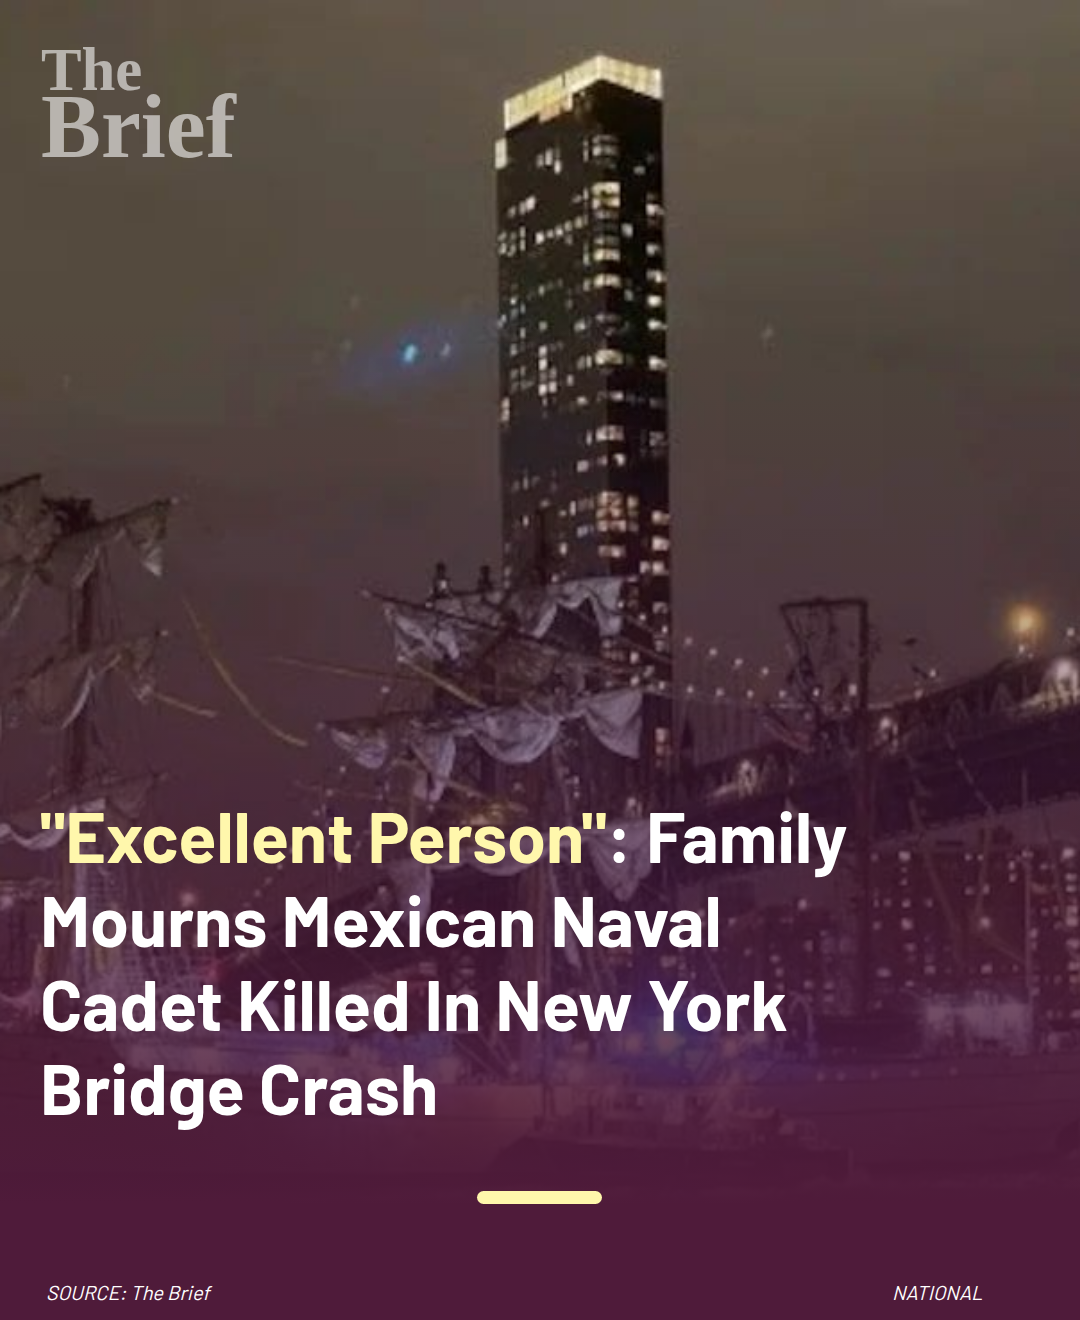 The
Brief
"Excellent Person": Family
Mourns Mexican Naval
Cadet Killed In New York
Bridge Crash
SOURCE: The Brief
NATIONAL